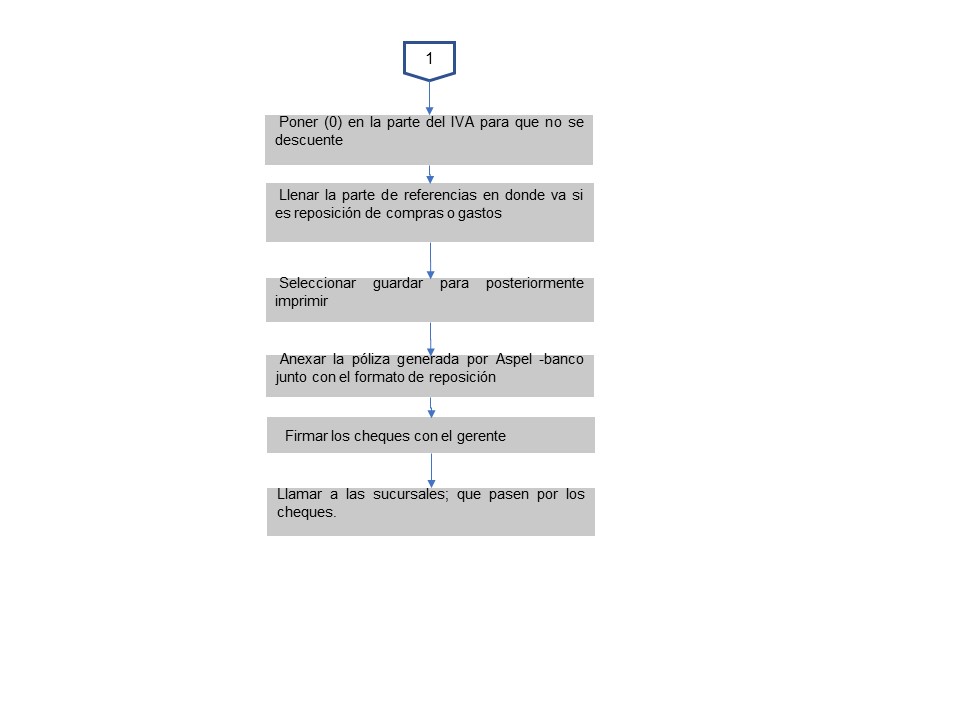 1
Poner (0) en la parte del IVA para que no se
descuente
Llenar la parte de referencias en donde va si
es reposición de compras o gastos
Seleccionar guardar para posteriormente
imprimir
Anexar la póliza generada por Aspel -banco
junto con el formato de reposición
Firmar los cheques con el gerente
Llamar a las sucursales; que pasen por los
cheques.